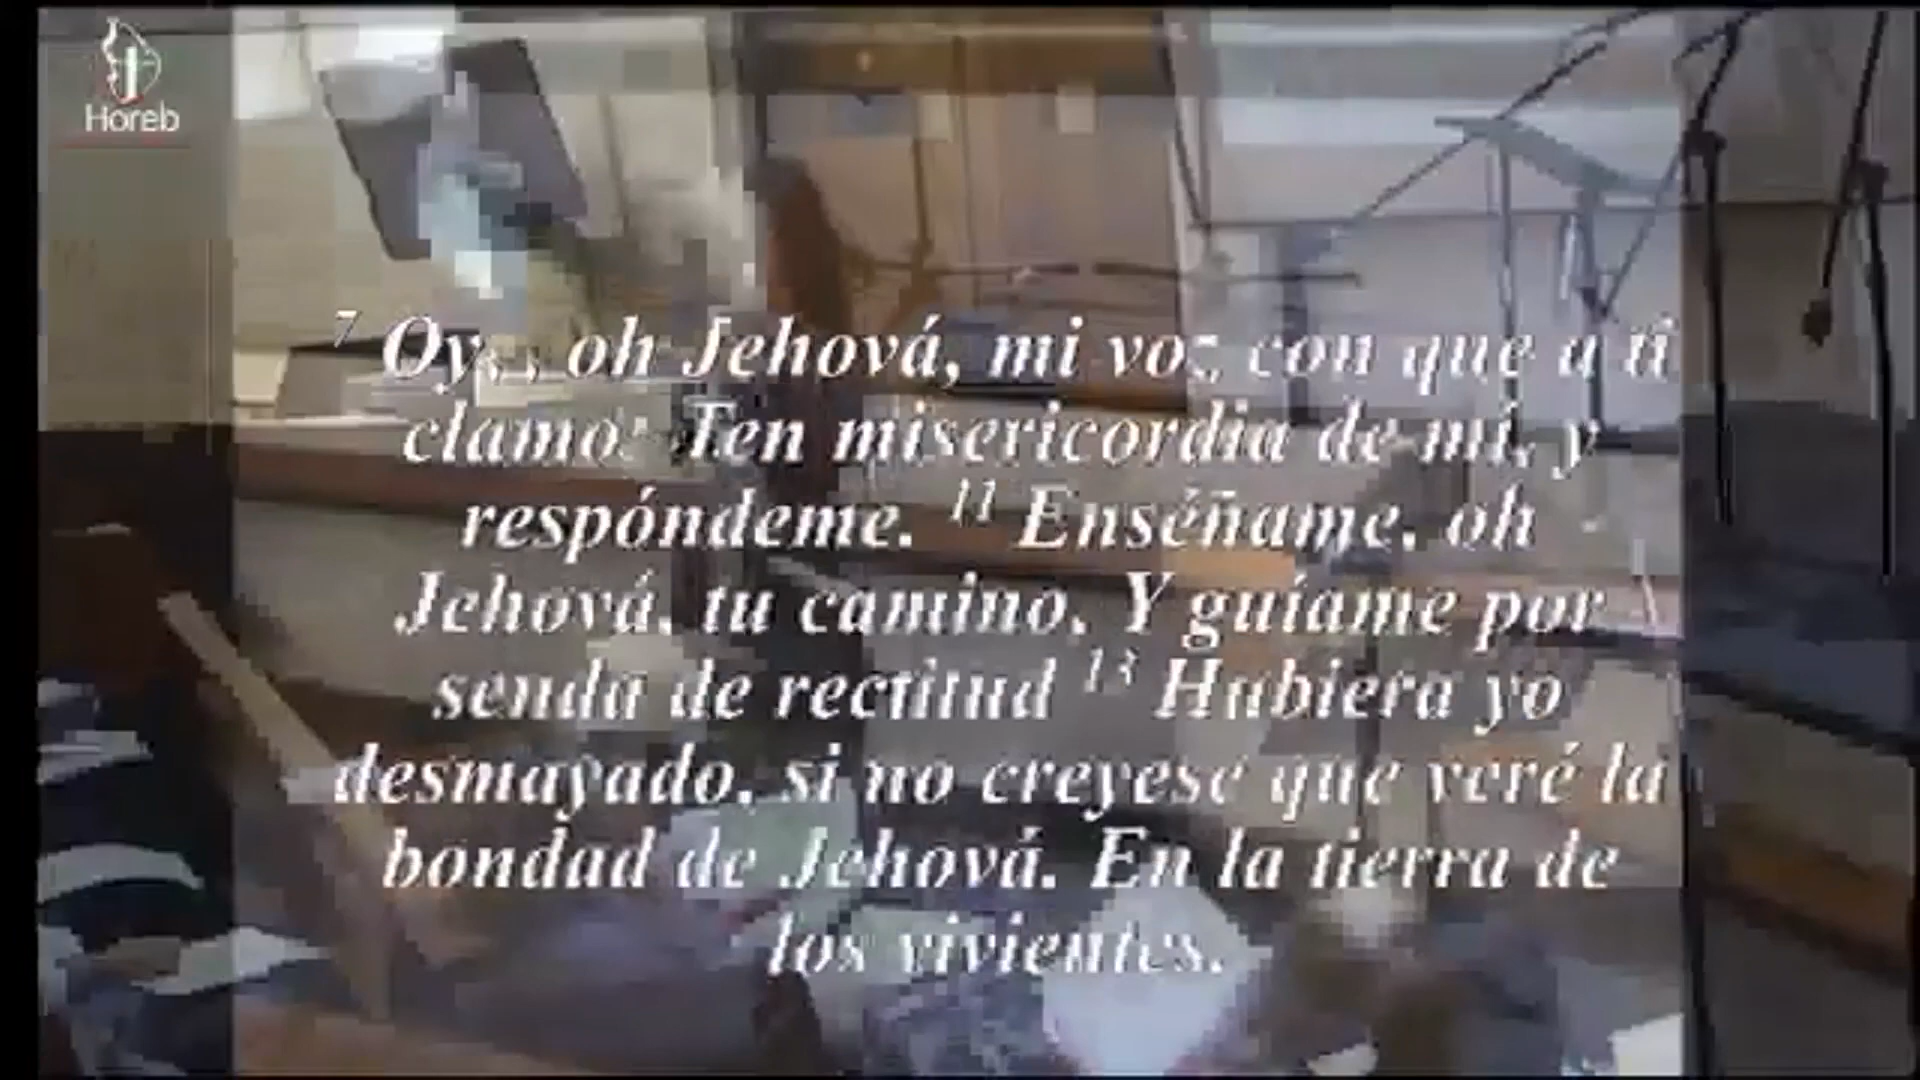 Horeb
7 Oye, oh Jehová, mi voz con que a ti
clamo; Ten misericordia de mí, y
respóndeme. 11 Enséñame, oh
Jehová, tu camino, Y guíame por
senda de rectitud 13 Hubiera yo
desmayado, si no creyese que veré la
bondad de Jehová, En la tierra de
los vivientes.